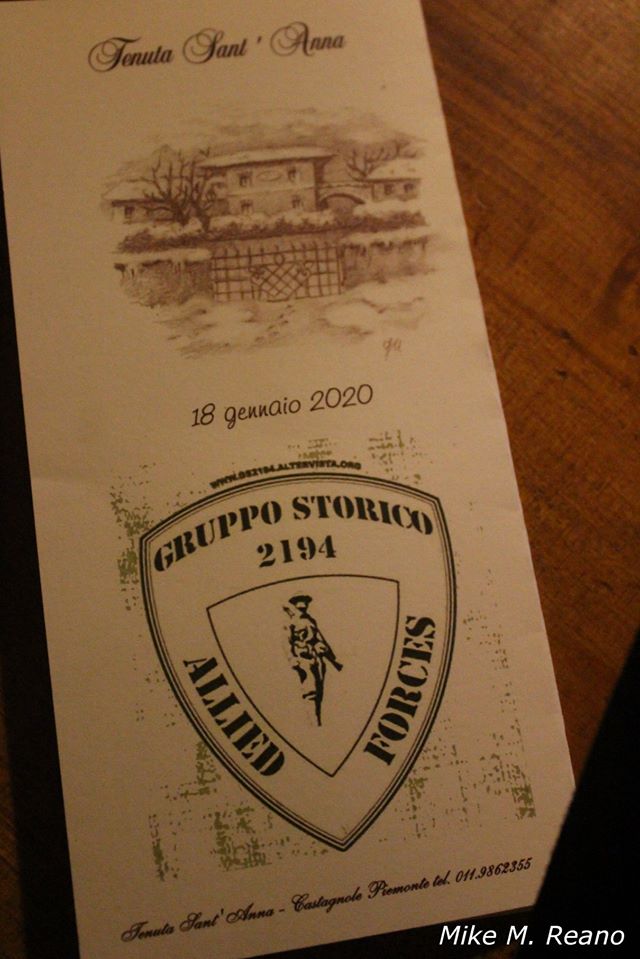 Tenuta Sant' Anna
ga
18 gennaio 2020
WWW.GS2194.ALTERVISTA.ORG
GRUPPO STORICO
2194
ALLIED
FORCES
Tenuta Sant' Anna - Castagnole Piemonte tel. 011.9862355
Mike M. Reano